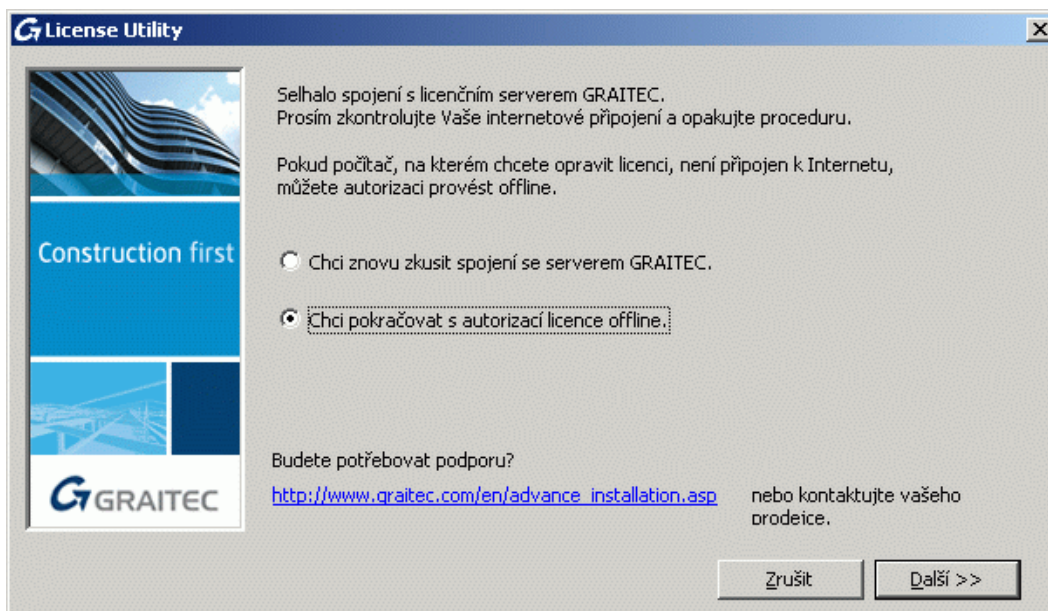 License Utility
Selhalo spojení s licenčním serverem GRAITEC.
Prosím zkontrolujte Vaše internetové připojení a opakujte proceduru.
Pokud počítač, na kterém chcete opravit licenci, není připojen k Internetu,
můžete autorizaci provést offline.
Construction first
Chci znovu zkusit spojení se serverem GRAITEC.
Chci pokračovat s autorizací licence offline.
Budete potřebovat podporu?
http://www.graitec.com/en/advance_installation.asp nebo kontaktujte vašeho
prodejce.
GRAITEC
Zrušit Další >>